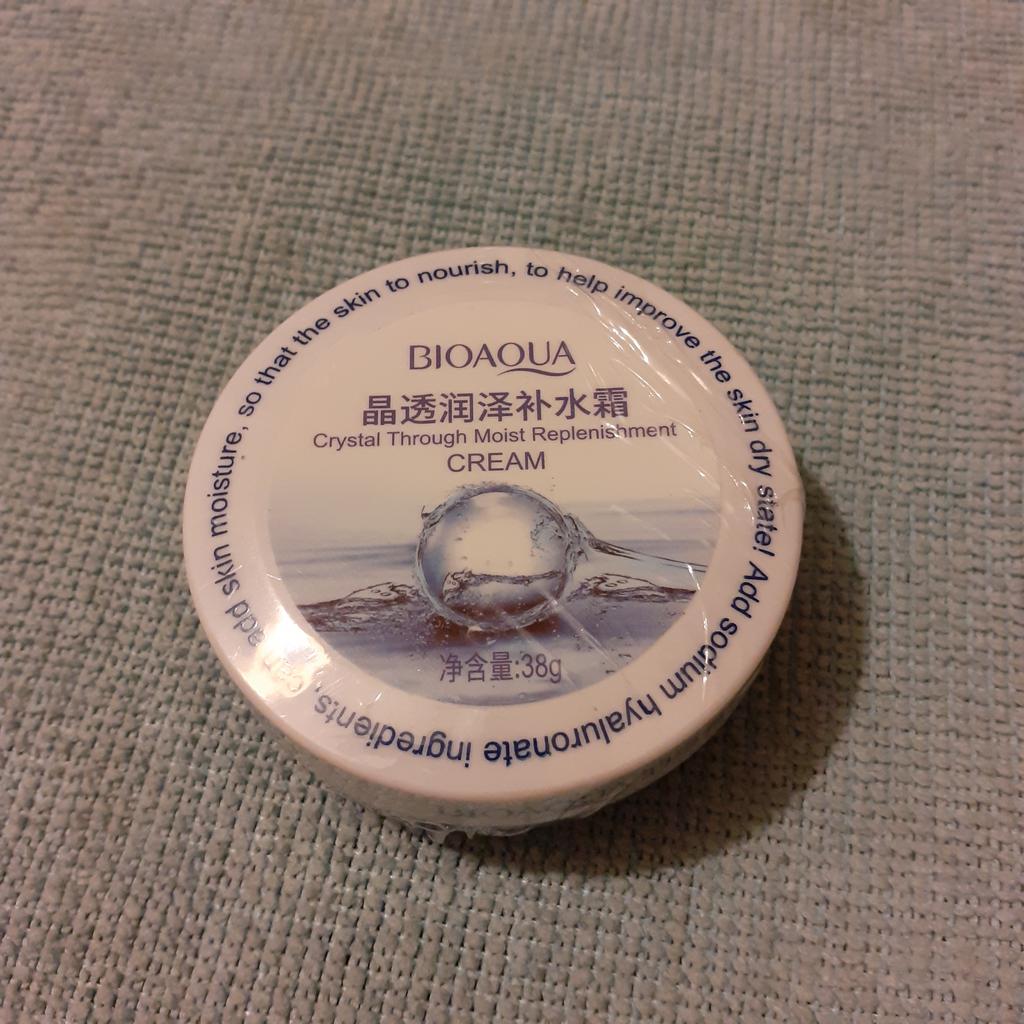 BIOAQUA
晶透润泽补水霜
Crystal Through Moist Replenishment
CREAM
净含量:38g
Add sodium hyaluronate ingredients, can add skin moisture, so that the skin to nourish, to help improve the skin dry state!